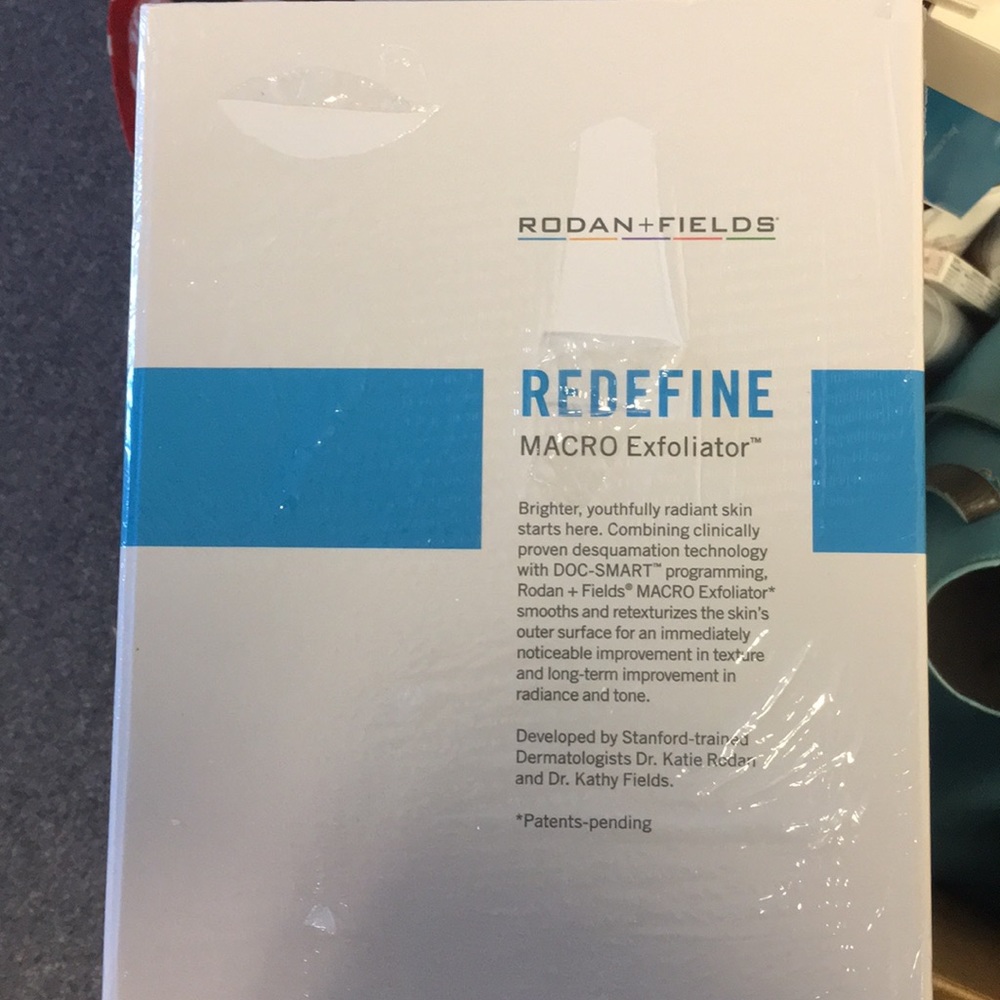 RODAN+FIELDS®
REDEFINE
MACRO Exfoliator™
Brighter, youthfully radiant skin
starts here. Combining clinically
proven desquamation technology
with DOC-SMART™ programming,
Rodan + Fields® MACRO Exfoliator*
smooths and retexturizes the skin's
outer surface for an immediately
noticeable improvement in texture
and long-term improvement in
radiance and tone.
Developed by Stanford-trained
Dermatologists Dr. Katie Rodan
and Dr. Kathy Fields.
*Patents-pending